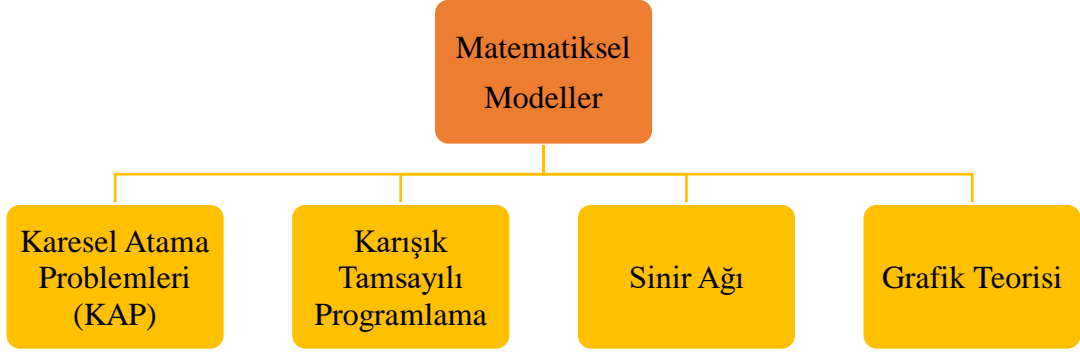 Matematiksel
Modeller
Karesel Atama
Problemleri
(KAP)
Karışık
Tamsayılı
Programlama
Sinir Ağı
Grafik Teorisi